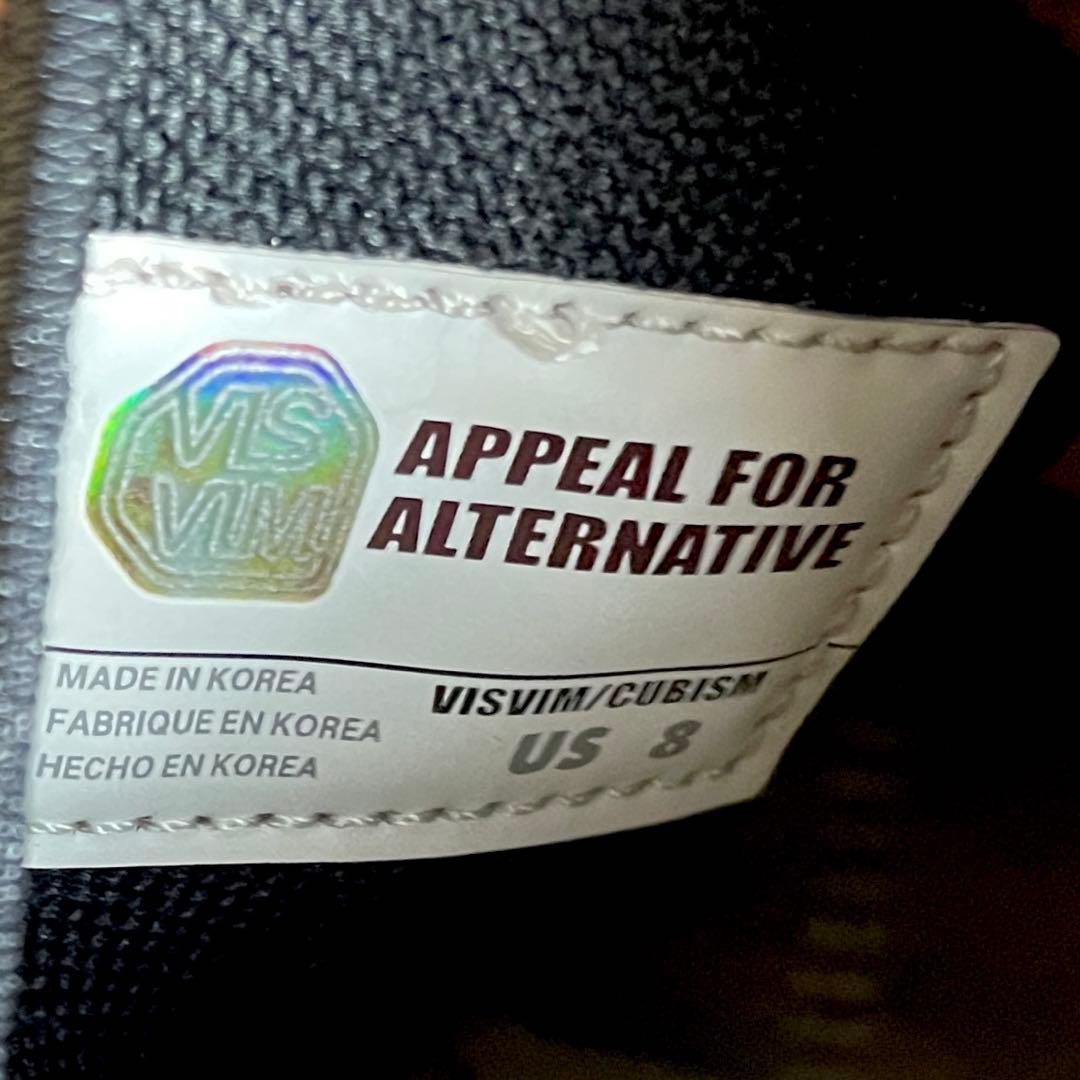 VIS
VIM
APPEAL FOR
ALTERNATIVE
MADE IN KOREA
FABRIQUE EN KOREA
HECHO EN KOREA
VISVIM/CUBISM
US 8